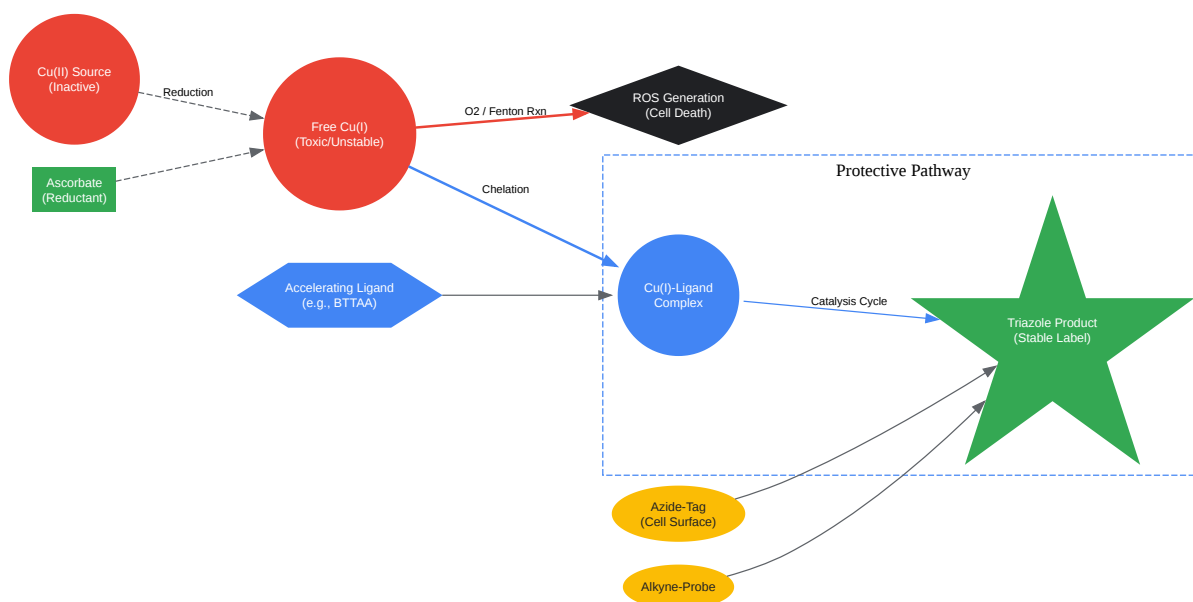 Cu(II) Source
(Inactive)
Reduction
Ascorbate
(Reductant)
Free Cu(I)
(Toxic/Unstable)
O2 / Fenton Rxn
ROS Generation
(Cell Death)
Chelation
Protective Pathway
Accelerating Ligand
(e.g., BTTAA)
Cu(I)-Ligand
Complex
Catalysis Cycle
Triazole Product
(Stable Label)
Azide-Tag
(Cell Surface)
Alkyne-Probe